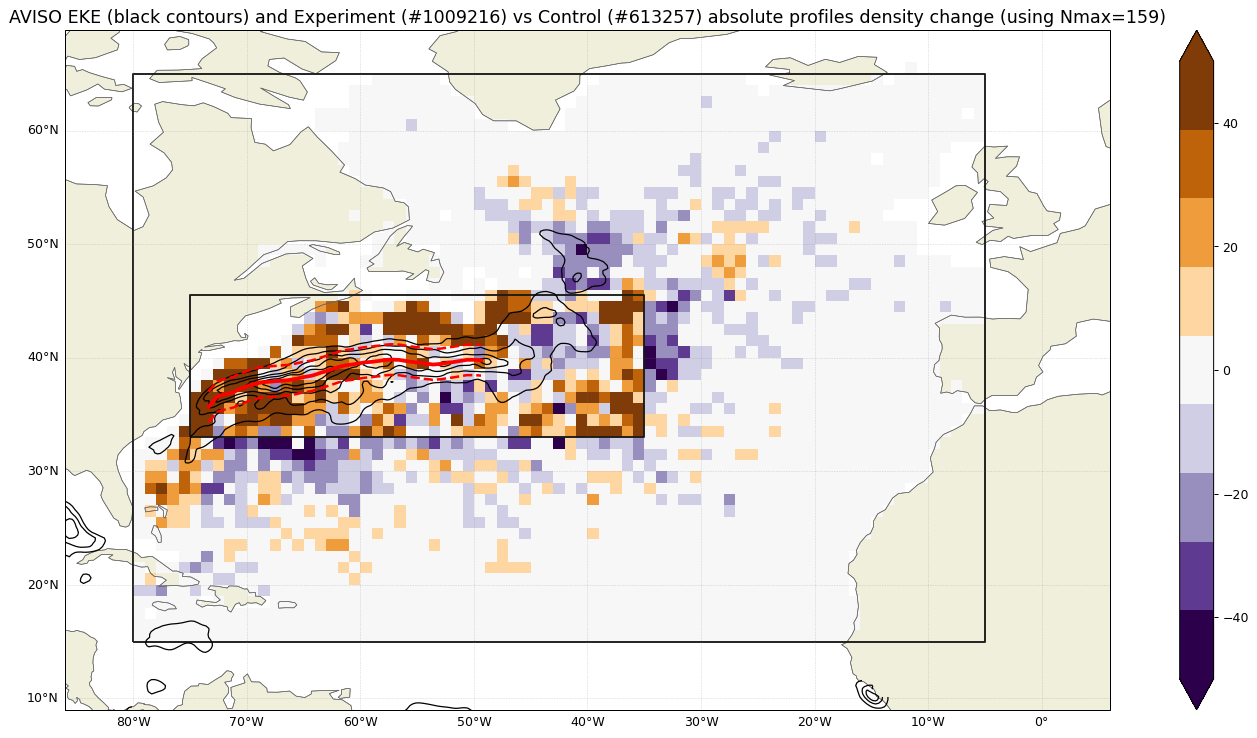 AVISO EKE (black contours) and Experiment (#1009216) vs Control (#613257) absolute profiles density change (using Nmax=159)
60°N
50°N
40°N
30°N
20°N
10°N
80°W
70°W
60°W
50°W
40°W
30°W
20°W
10°W
0°
40
20
0
−20
−40